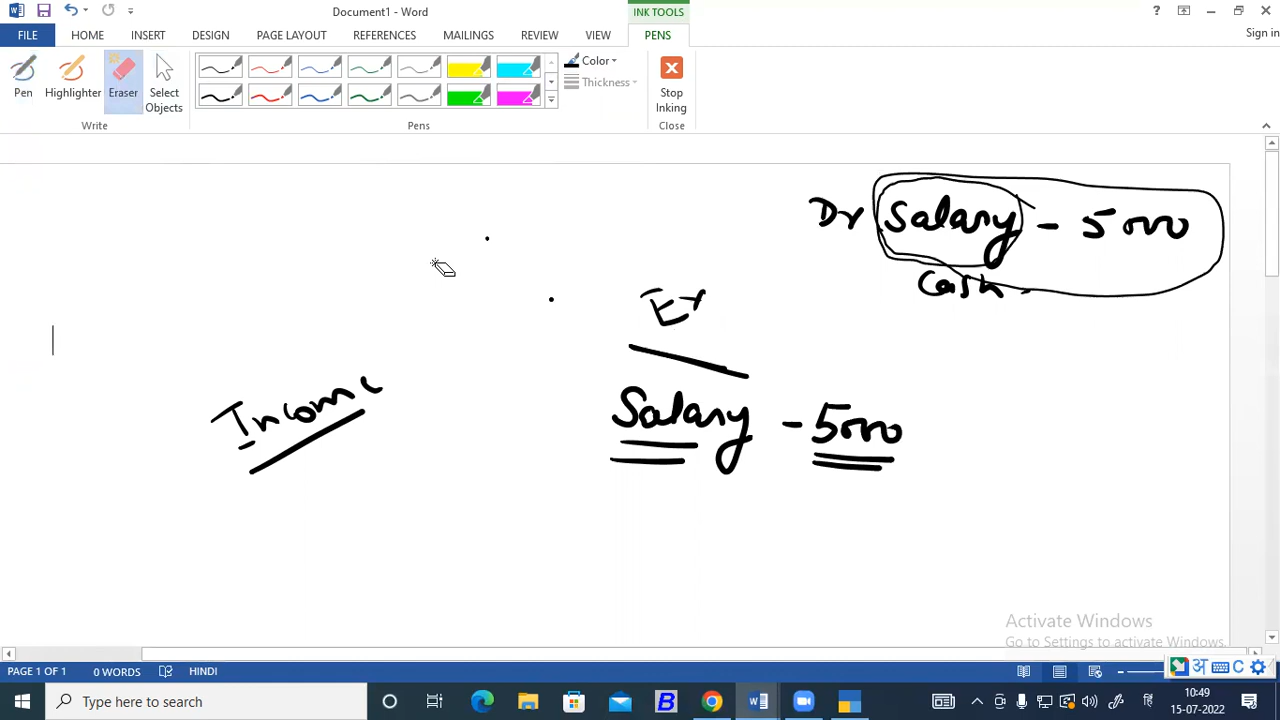 Document1 - Word
INK TOOLS
FILE HOME INSERT DESIGN PAGE LAYOUT REFERENCES MAILINGS REVIEW VIEW PENS
Sign in
Pen Highlighter Eraser Select Objects
Color
Thickness
Stop Inking
Write
Pens
Close
Dr Salary - 5000
Cash -
Ex
Income
Salary - 5000
Activate Windows
Go to Settings to activate Windows.
PAGE 1 OF 1 0 WORDS HINDI
अ C
Type here to search
B
हि
10:49
15-07-2022